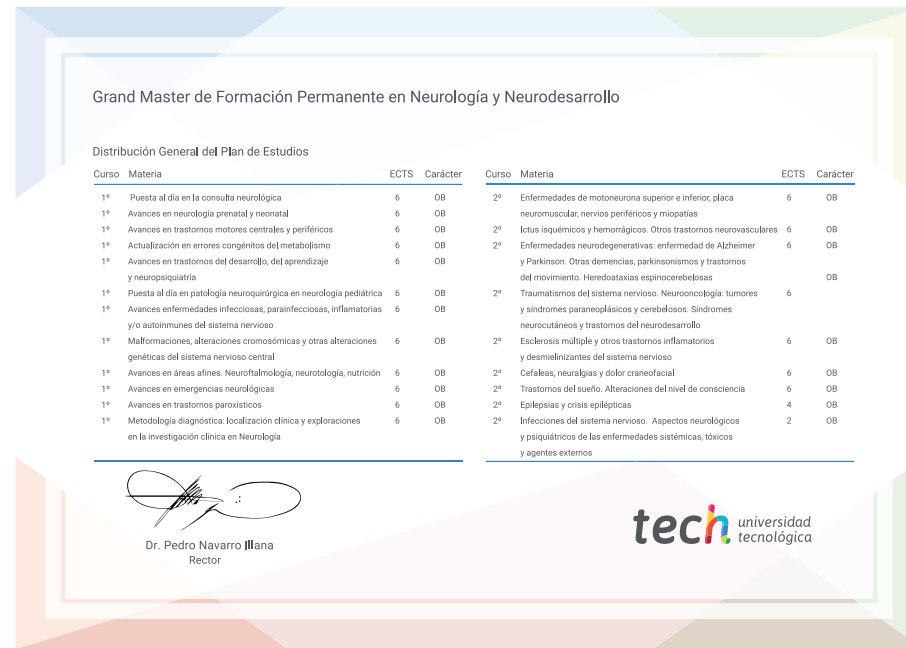 Grand Master de Formación Permanente en Neurología y Neurodesarrollo
Distribución General del Plan de Estudios
Curso Materia ECTS Carácter
1º Puesta al día en la consulta neurológica 6 OB
1º Avances en neurología prenatal y neonatal 6 OB
1º Avances en trastornos motores centrales y periféricos 6 OB
1º Actualización en errores congénitos del metabolismo 6 OB
1º Avances en trastornos del desarrollo, del aprendizaje 6 OB
y neuropsiquiatría
1º Puesta al día en patología neuroquirúrgica en neurología pediátrica 6 OB
1º Avances enfermedades infecciosas, parainfecciosas, inflamatorias 6 OB
y/o autoinmunes del sistema nervioso
1º Malformaciones, alteraciones cromosómicas y otras alteraciones 6 OB
genéticas del sistema nervioso central
1º Avances en áreas afines. Neuroftalmología, neurotología, nutrición 6 OB
1º Avances en emergencias neurológicas 6 OB
1º Avances en trastornos paroxísticos 6 OB
1º Metodología diagnóstica: localización clínica y exploraciones 6 OB
en la investigación clínica en Neurología
Curso Materia ECTS Carácter
2º Enfermedades de motoneurona superior e inferior, placa 6 OB
neuromuscular, nervios periféricos y miopatías
2º Ictus isquémicos y hemorrágicos. Otros trastornos neurovasculares 6 OB
2º Enfermedades neurodegenerativas: enfermedad de Alzheimer 6 OB
y Parkinson. Otras demencias, parkinsonismos y trastornos
del movimiento. Heredoataxias espinocerebelosas OB
2º Traumatismos del sistema nervioso. Neurooncología: tumores 6
y síndromes paraneoplásicos y cerebelosos. Síndromes
neurocutáneos y trastornos del neurodesarrollo
2º Esclerosis múltiple y otros trastornos inflamatorios 6 OB
y desmielinizantes del sistema nervioso
2º Cefaleas, neuralgias y dolor craneofacial 6 OB
2º Trastornos del sueño. Alteraciones del nivel de consciencia 6 OB
2º Epilepsias y crisis epilépticas 4 OB
2º Infecciones del sistema nervioso. Aspectos neurológicos 2 OB
y psiquiátricos de las enfermedades sistémicas, tóxicos
y agentes externos
Dr. Pedro Navarro Illana
Rector
tech universidad
tecnológica